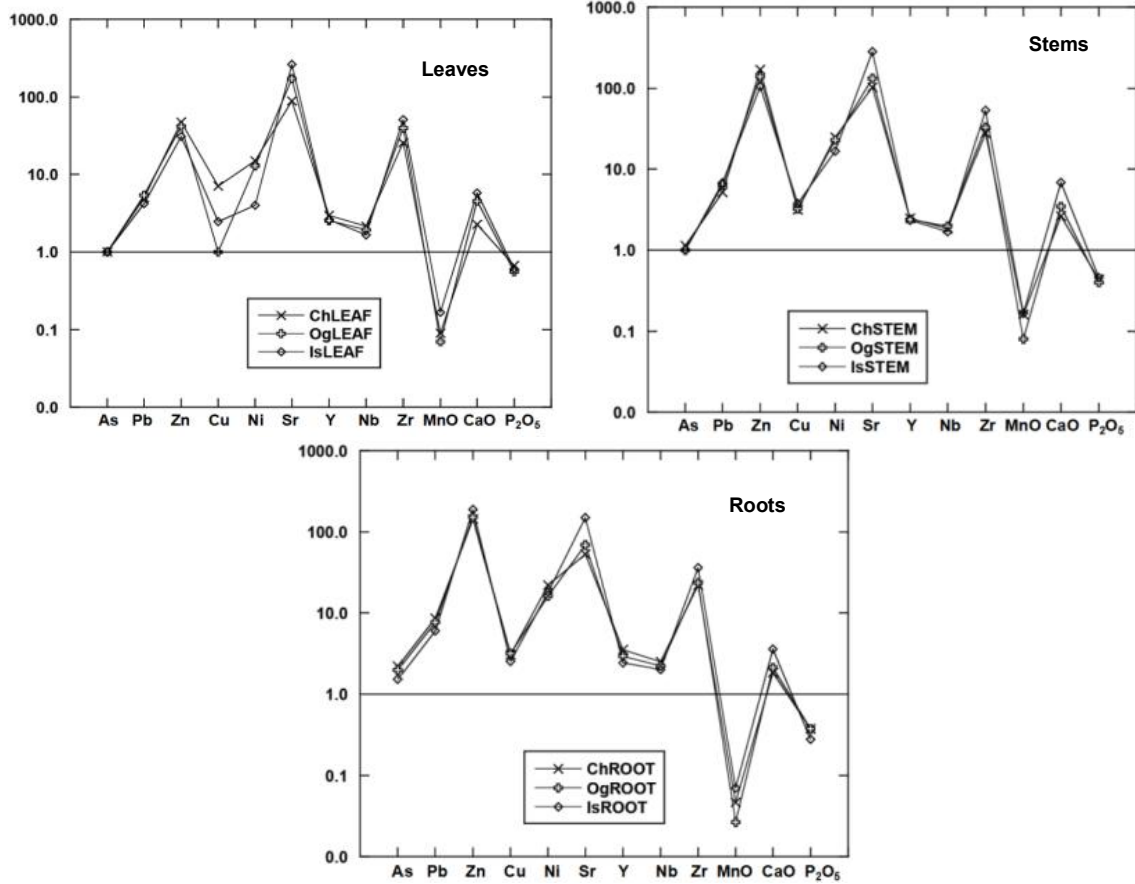 Leaves
1000.0
100.0
10.0
1.0
0.1
0.0
ChLEAF
OgLEAF
IsLEAF
As Pb Zn Cu Ni Sr Y Nb Zr MnO CaO P₂O₅
Stems
1000.0
100.0
10.0
1.0
0.1
0.0
ChSTEM
OgSTEM
IsSTEM
As Pb Zn Cu Ni Sr Y Nb Zr MnO CaO P₂O₅
Roots
1000.0
100.0
10.0
1.0
0.1
0.0
ChROOT
OgROOT
IsROOT
As Pb Zn Cu Ni Sr Y Nb Zr MnO CaO P₂O₅